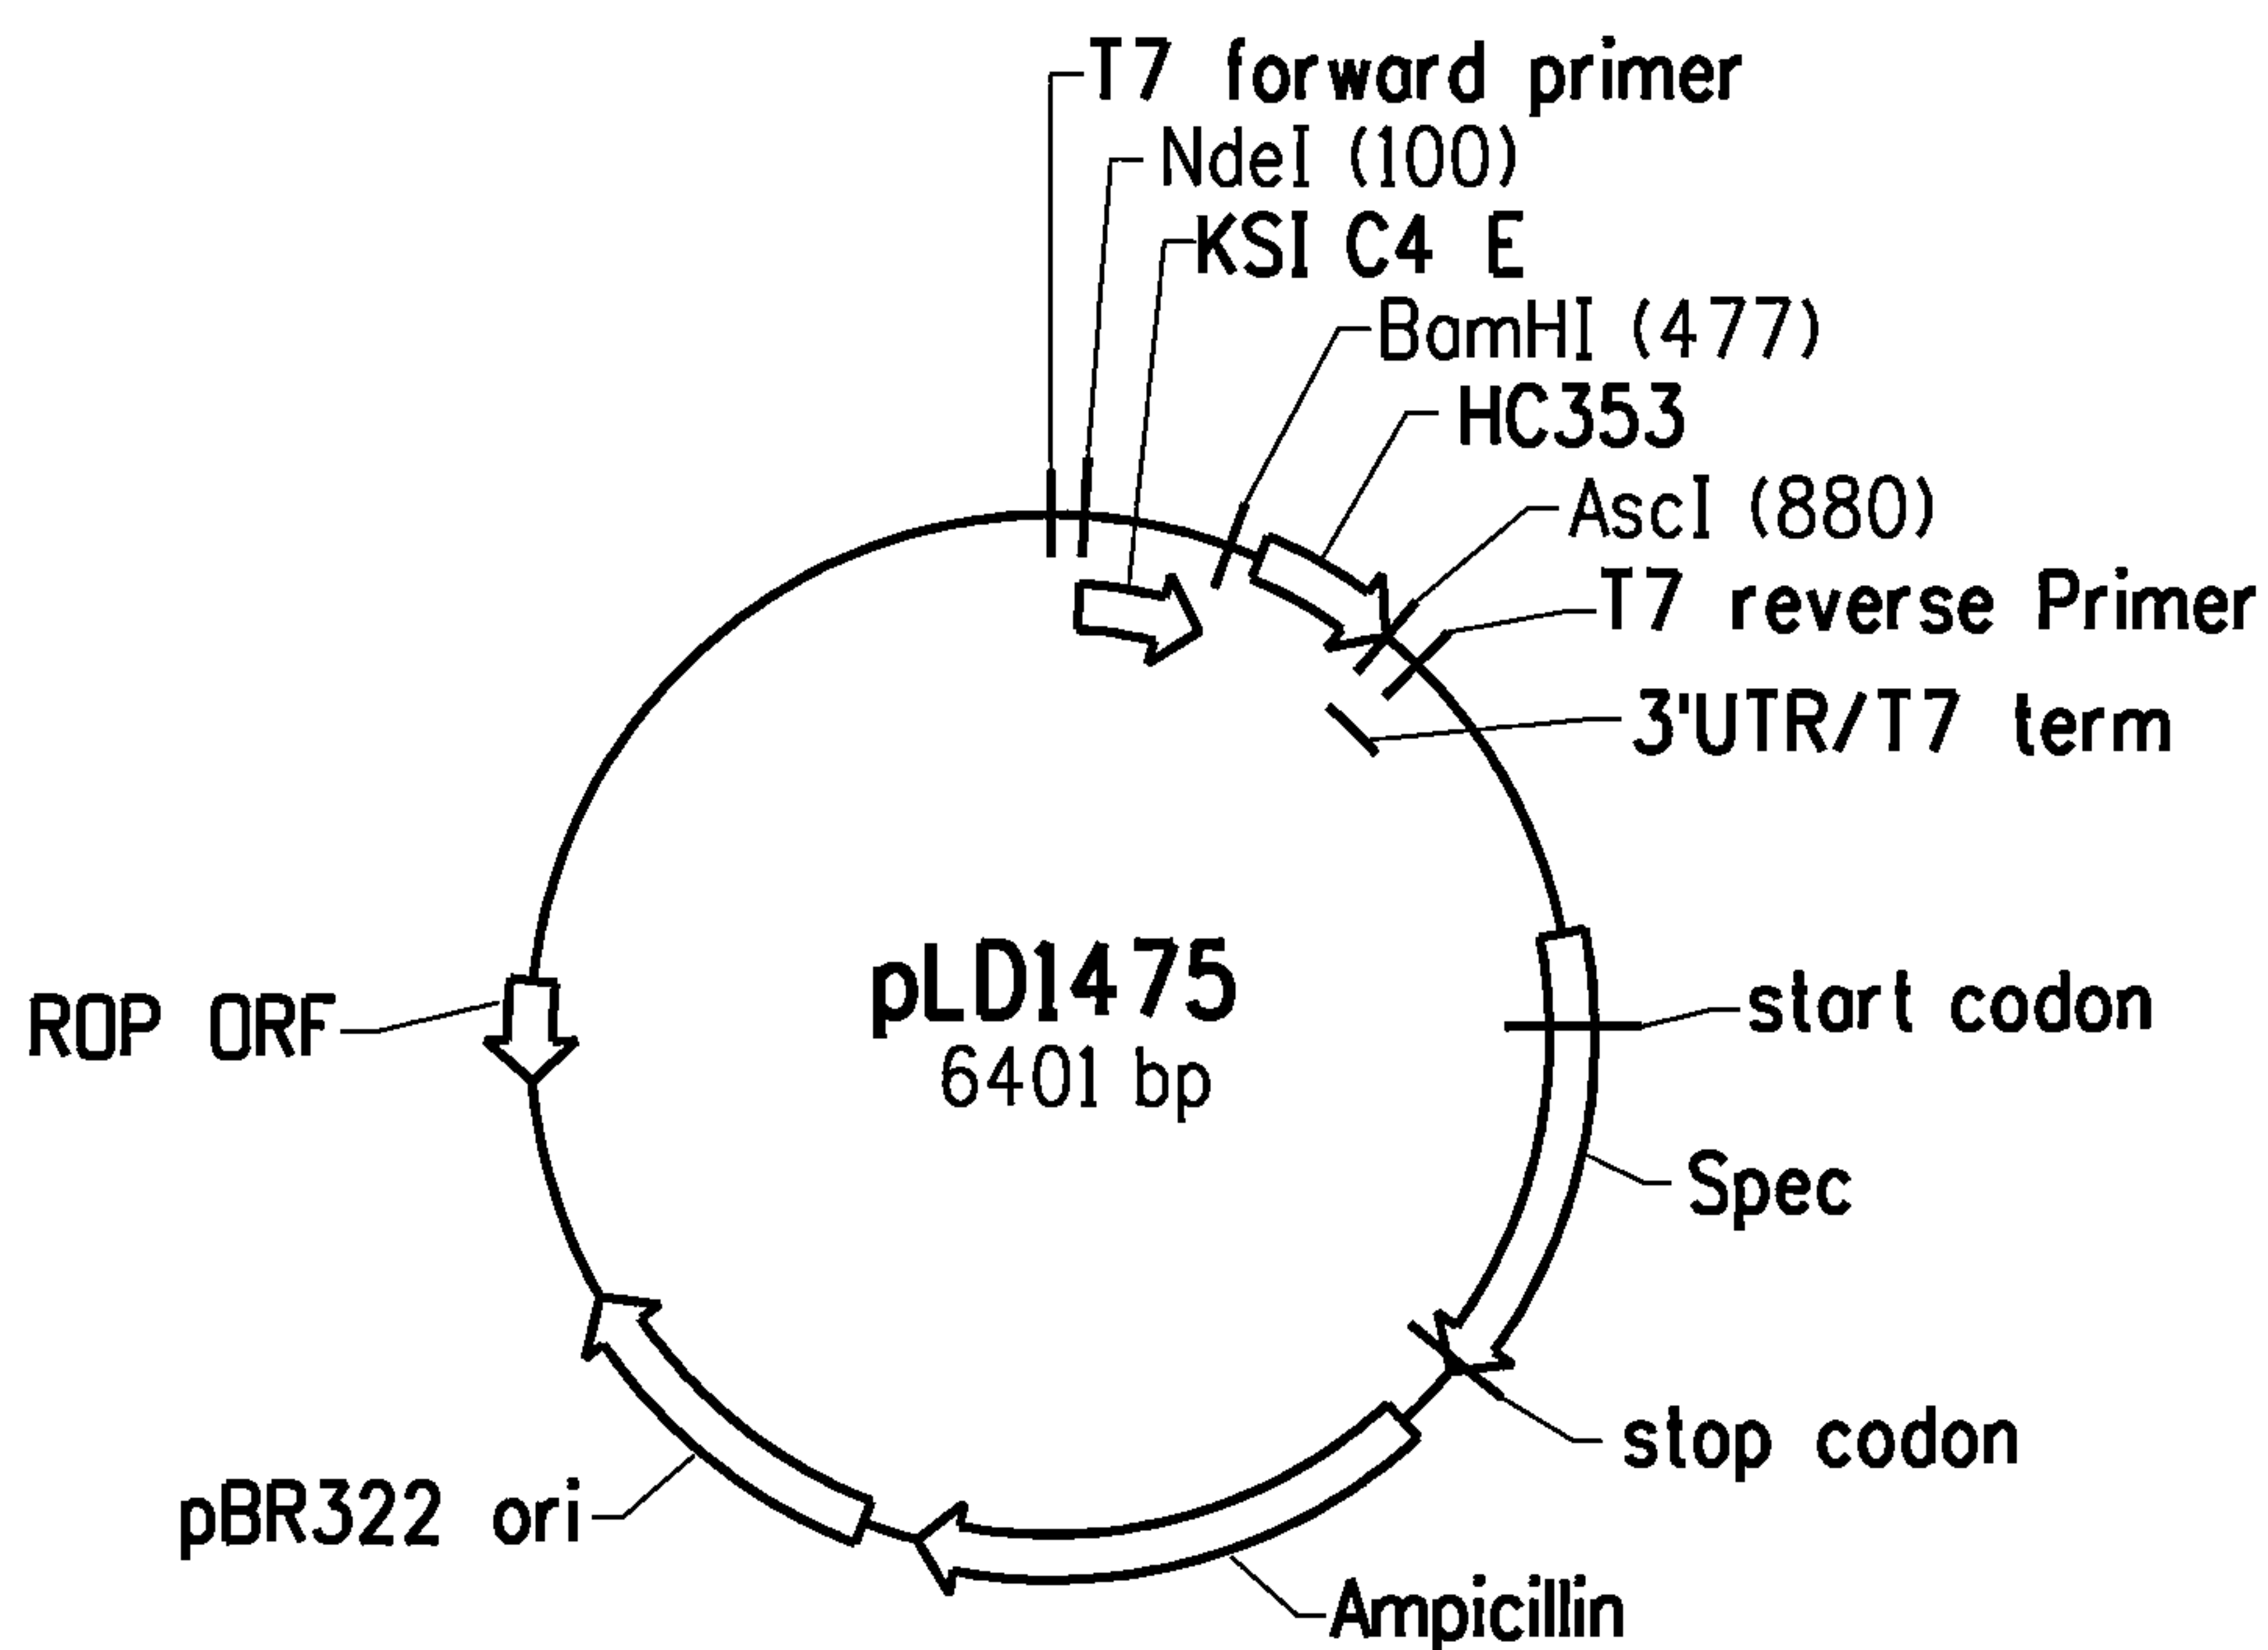 T7 forward primer
NdeI (100)
KSI C4 E
BamHI (477)
HC353
AscI (880)
T7 reverse Primer
3'UTR/T7 term
pLD1475
6401 bp
ROP ORF
start codon
Spec
stop codon
pBR322 ori
Ampicillin